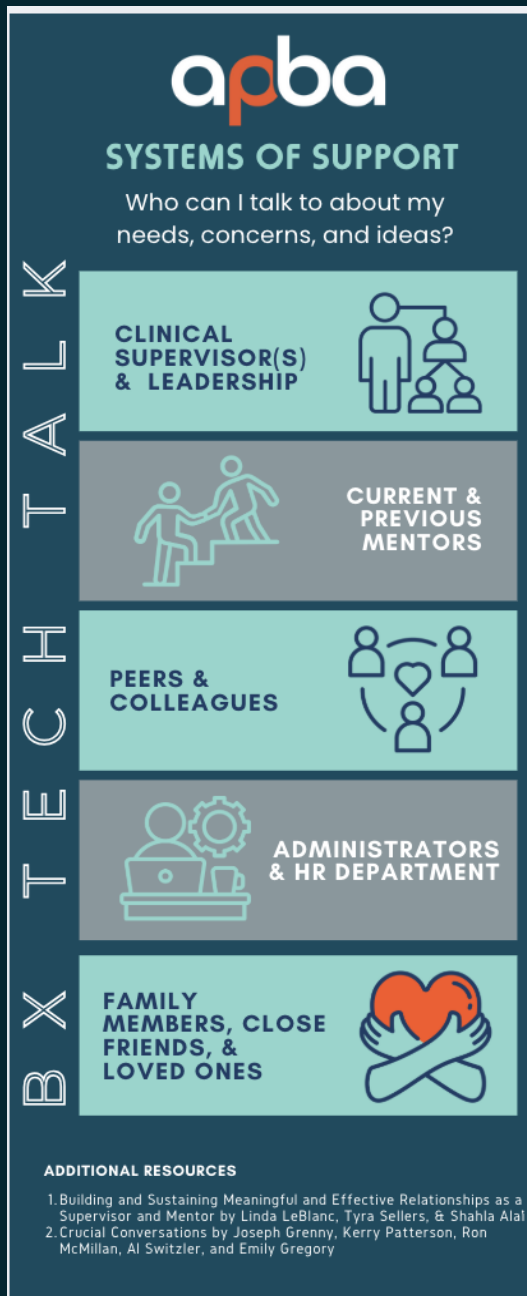 apba
SYSTEMS OF SUPPORT
Who can I talk to about my
needs, concerns, and ideas?
BX TECH TALK
CLINICAL
SUPERVISOR(S)
& LEADERSHIP
CURRENT &
PREVIOUS
MENTORS
PEERS &
COLLEAGUES
ADMINISTRATORS
& HR DEPARTMENT
FAMILY
MEMBERS, CLOSE
FRIENDS, &
LOVED ONES
ADDITIONAL RESOURCES
1. Building and Sustaining Meaningful and Effective Relationships as a
Supervisor and Mentor by Linda LeBlanc, Tyra Sellers, & Shahla Alai
2. Crucial Conversations by Joseph Grenny, Kerry Patterson, Ron
McMillan, Al Switzler, and Emily Gregory